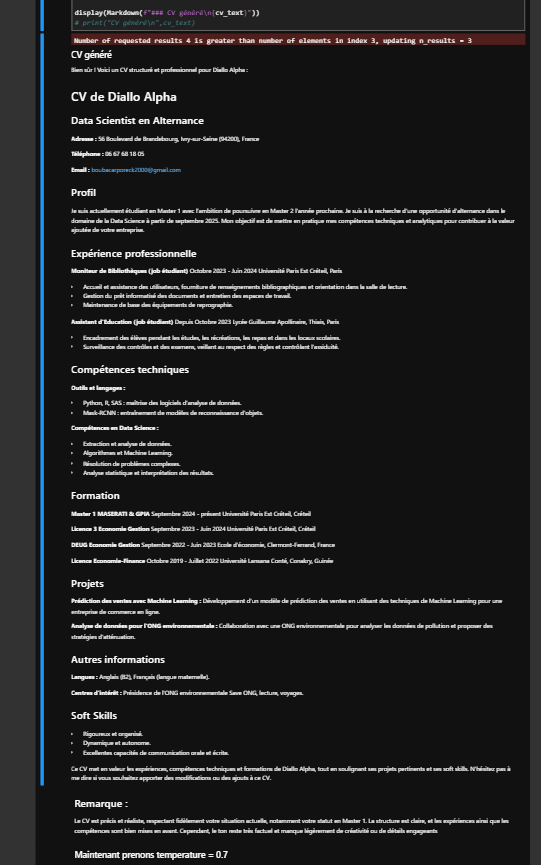 display(Markdown(f"### CV généré\n{cv_text}"))
# print("CV généré\n",cv_text)
Number of requested results 4 is greater than number of elements in index 3, updating n_results = 3
CV généré
Bien sûr ! Voici un CV structuré et professionnel pour Diallo Alpha :
CV de Diallo Alpha
Data Scientist en Alternance
Adresse : 56 Boulevard de Brandebourg, Ivry-sur-Seine (94200), France
Téléphone : 06 67 68 18 05
Email : boubacarporeck2000@gmail.com
Profil
Je suis actuellement étudiant en Master 1 avec l'ambition de poursuivre en Master 2 l'année prochaine. Je suis à la recherche d'une opportunité d'alternance dans le
domaine de la Data Science à partir de septembre 2025. Mon objectif est de mettre en pratique mes compétences techniques et analytiques pour contribuer à la valeur
ajoutée de votre entreprise.
Expérience professionnelle
Moniteur de Bibliothèques (job étudiant) Octobre 2023 - Juin 2024 Université Paris Est Créteil, Paris
• Accueil et assistance des utilisateurs, fourniture de renseignements bibliographiques et orientation dans la salle de lecture.
• Gestion du prêt informatisé des documents et entretien des espaces de travail.
• Maintenance de base des équipements de reprographie.
Assistant d'Education (job étudiant) Depuis Octobre 2023 Lycée Guillaume Apollinaire, Thiais, Paris
• Encadrement des élèves pendant les études, les récréations, les repas et dans les locaux scolaires.
• Surveillance des contrôles et des examens, veillant au respect des règles et contrôlant l'assiduité.
Compétences techniques
Outils et langages :
• Python, R, SAS : maîtrise des logiciels d'analyse de données.
• Mask-RCNN : entraînement de modèles de reconnaissance d'objets.
Compétences en Data Science :
• Extraction et analyse de données.
• Algorithmes et Machine Learning.
• Résolution de problèmes complexes.
• Analyse statistique et interprétation des résultats.
Formation
Master 1 MASERATI & GPIA Septembre 2024 - présent Université Paris Est Créteil, Créteil
Licence 3 Economie Gestion Septembre 2023 - Juin 2024 Université Paris Est Créteil, Créteil
DEUG Economie Gestion Septembre 2022 - Juin 2023 Ecole d'économie, Clermont-Ferrand, France
Licence Economie-Finance Octobre 2019 - Juillet 2022 Université Lansana Conté, Conakry, Guinée
Projets
Prédiction des ventes avec Machine Learning : Développement d'un modèle de prédiction des ventes en utilisant des techniques de Machine Learning pour une
entreprise de commerce en ligne.
Analyse de données pour l'ONG environnementale : Collaboration avec une ONG environnementale pour analyser les données de pollution et proposer des
stratégies d'atténuation.
Autres informations
Langues : Anglais (B2), Français (langue maternelle).
Centres d'intérêt : Présidence de l'ONG environnementale Save ONG, lecture, voyages.
Soft Skills
• Rigoureux et organisé.
• Dynamique et autonome.
• Excellentes capacités de communication orale et écrite.
Ce CV met en valeur les expériences, compétences techniques et formations de Diallo Alpha, tout en soulignant ses projets pertinents et ses soft skills. N'hésitez pas à
me dire si vous souhaitez apporter des modifications ou des ajouts à ce CV.
Remarque :
Le CV est précis et réaliste, respectant fidèlement votre situation actuelle, notamment votre statut en Master 1. La structure est claire, et les expériences ainsi que les
compétences sont bien mises en avant. Cependant, le ton reste très factuel et manque légèrement de créativité ou de détails engageants
Maintenant prenons temperature = 0.7